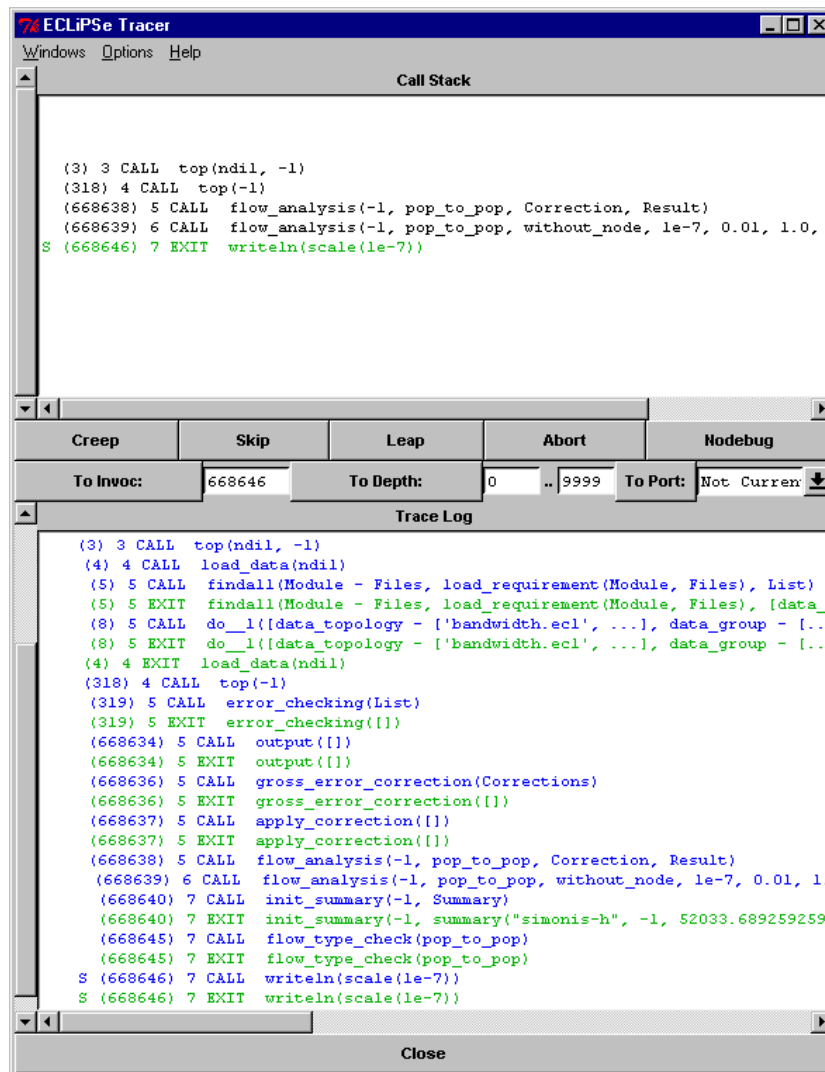 ECLiPSe Tracer
Windows Options Help
Call Stack
(3) 3 CALL top(ndil, -1)
(318) 4 CALL top(-1)
(668638) 5 CALL flow_analysis(-1, pop_to_pop, Correction, Result)
(668639) 6 CALL flow_analysis(-1, pop_to_pop, without_node, 1e-7, 0.01, 1.0,
S (668646) 7 EXIT writeln(scale(1e-7))
Creep Skip Leap Abort Nodebug
To Invoc: 668646 To Depth: 0 .. 9999 To Port: Not Curren
Trace Log
(3) 3 CALL top(ndil, -1)
(4) 4 CALL load_data(ndil)
(5) 5 CALL findall(Module - Files, load_requirement(Module, Files), List)
(5) 5 EXIT findall(Module - Files, load_requirement(Module, Files), [data_
(8) 5 CALL do__1([data_topology - ['bandwidth.ecl', ...], data_group - [..
(8) 5 EXIT do__1([data_topology - ['bandwidth.ecl', ...], data_group - [..
(4) 4 EXIT load_data(ndil)
(318) 4 CALL top(-1)
(319) 5 CALL error_checking(List)
(319) 5 EXIT error_checking([])
(668634) 5 CALL output([])
(668634) 5 EXIT output([])
(668636) 5 CALL gross_error_correction(Corrections)
(668636) 5 EXIT gross_error_correction([])
(668637) 5 CALL apply_correction([])
(668637) 5 EXIT apply_correction([])
(668638) 5 CALL flow_analysis(-1, pop_to_pop, Correction, Result)
(668639) 6 CALL flow_analysis(-1, pop_to_pop, without_node, 1e-7, 0.01, 1.
(668640) 7 CALL init_summary(-1, Summary)
(668640) 7 EXIT init_summary(-1, summary("simonis-h", -1, 52033.689259259
(668645) 7 CALL flow_type_check(pop_to_pop)
(668645) 7 EXIT flow_type_check(pop_to_pop)
S (668646) 7 CALL writeln(scale(1e-7))
S (668646) 7 EXIT writeln(scale(1e-7))
Close